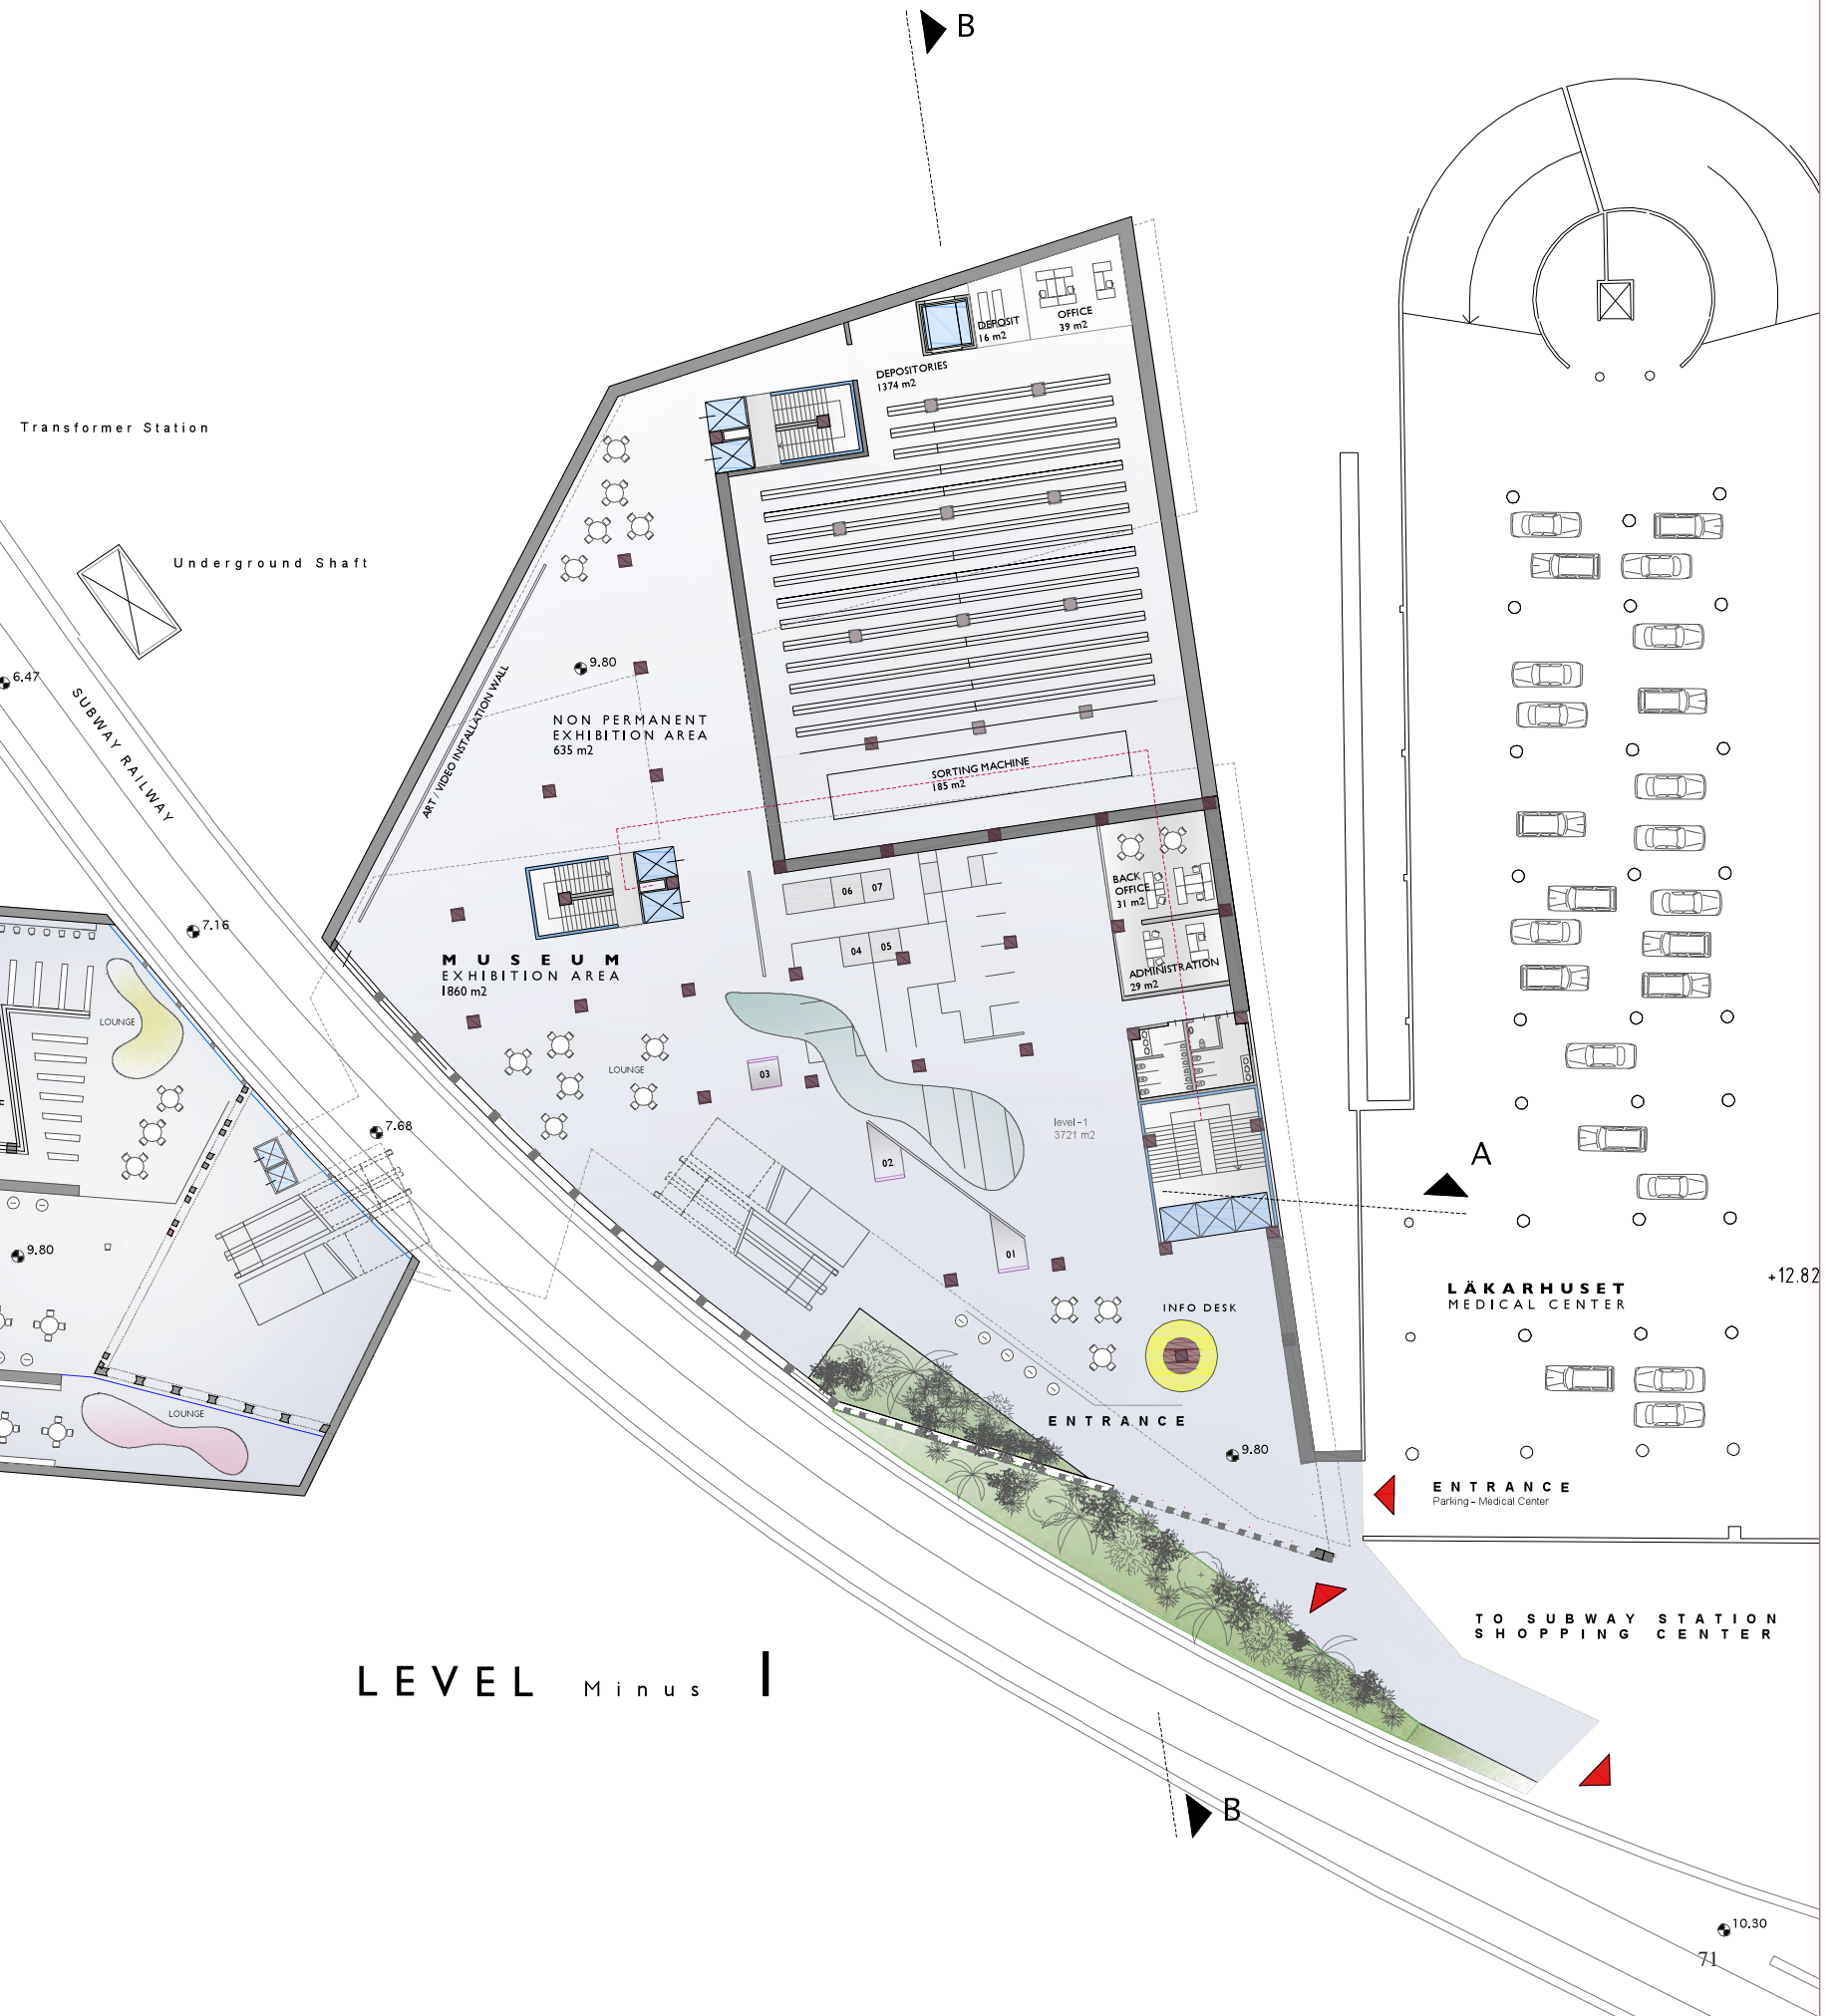 B
Transformer Station
Underground Shaft
6.47
SUBWAY RAILWAY
DEPOSIT
16 m2
OFFICE
39 m2
DEPOSITORIES
1374 m2
ART / VIDEO INSTALLATION WALL
9.80
NON PERMANENT
EXHIBITION AREA
635 m2
SORTING MACHINE
185 m2
06
07
04
05
BACK
OFFICE
31 m2
ADMINISTRATION
29 m2
7.16
MUSEUM
EXHIBITION AREA
1860 m2
LOUNGE
LOUNGE
03
7.68
level-1
3721 m2
02
01
A
9.80
LÄKARHUSET
MEDICAL CENTER
+12.82
INFO DESK
ENTRANCE
LOUNGE
9.80
ENTRANCE
Parking - Medical Center
TO SUBWAY STATION
SHOPPING CENTER
LEVEL Minus 1
B
10.30
71